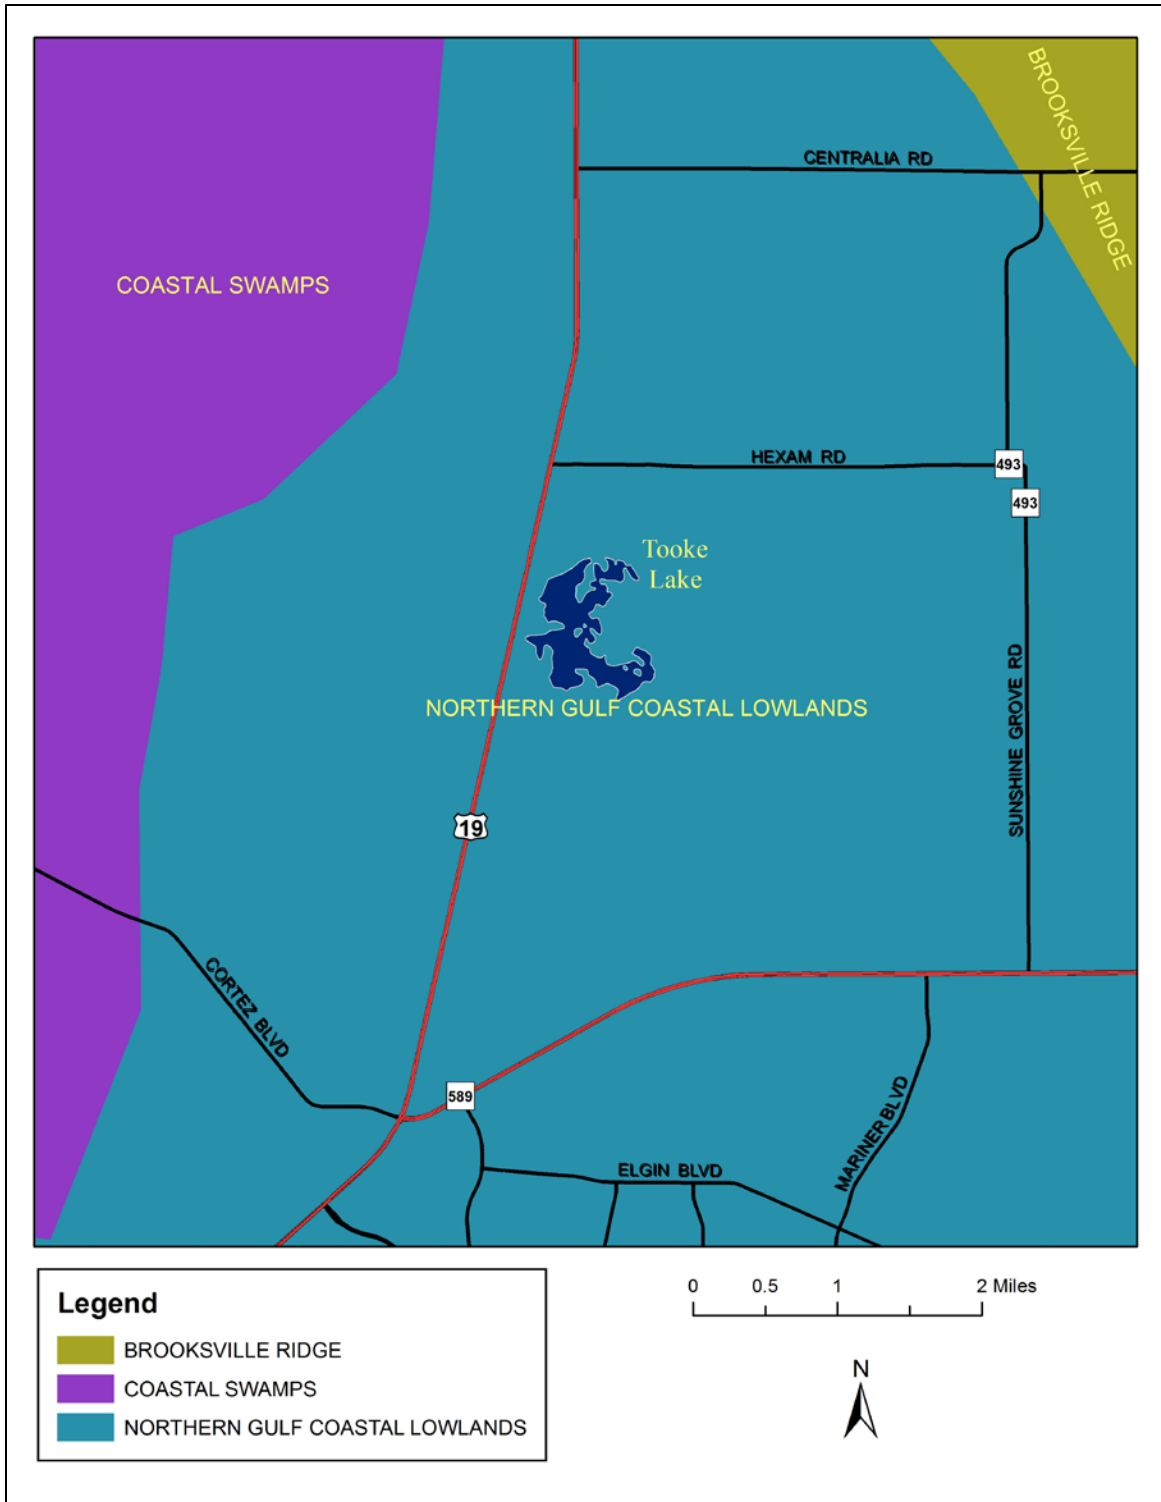 BROOKSVILLE RIDGE
CENTRALIA RD
COASTAL SWAMPS
HEXAM RD
493
493
Tooke
Lake
SUNSHINE GROVE RD
NORTHERN GULF COASTAL LOWLANDS
19
CORTEZ BLVD
589
MARINER BLVD
ELGIN BLVD
0 0.5 1 2 Miles
Legend
BROOKSVILLE RIDGE
COASTAL SWAMPS
NORTHERN GULF COASTAL LOWLANDS
N